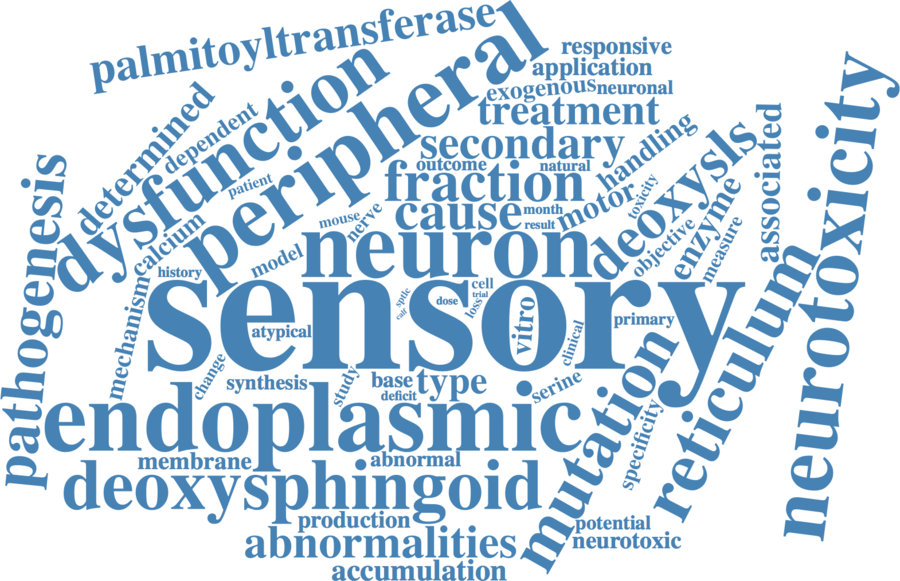 palmitoyltransferase
responsive
application
exogenous
neuronal
treatment
peripheral
dysfunction
determined
dependent
secondary
outcome
natural
handling
fraction
patient
associated
neurotoxicity
pathogenesis
calcium
mouse
nerve
cause
month
result
motor
toxicity
deoxysls
enzyme
objective
measure
model
neuron
history
mechanism
sensory
sptlc
calf
dose
cell
trial
loss
vitro
primary
atypical
clinical
reticulum
change
synthesis
study
base
deficit
type
serine
mutation
specificity
endoplasmic
membrane
abnormal
deoxysphingoid
production
potential
abnormalities
neurotoxic
accumulation